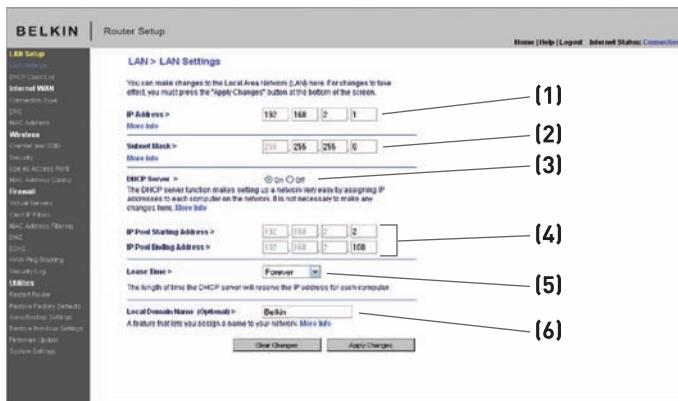 BELKIN
Router Setup
Home | Help | Logout Internet Status: Connection
LAN Setup
LAN Settings
DHCP Client List
Internet WAN
Connection Type
DNS
MAC Address
Wireless
Channel and SSID
Security
Use as Access Point
MAC Address Control
Firewall
Virtual Servers
Client IP Filters
MAC Address Filtering
DMZ
DDNS
WAN Ping Blocking
Security Log
Utilities
Restart Router
Restore Factory Defaults
Save/Backup Settings
Restore Previous Settings
Firmware Update
System Settings
LAN > LAN Settings
You can make changes to the Local Area Network (LAN) here. For changes to take
effect, you must press the "Apply Changes" button at the bottom of the screen.
IP Address > 192 . 168 . 2 . 1 (1)
More Info
Subnet Mask > 255 . 255 . 255 . 0 (2)
More Info
DHCP Server > On Off (3)
The DHCP server function makes setting up a network very easy by assigning IP
addresses to each computer on the network. It is not necessary to make any
changes here. More Info
IP Pool Starting Address > 192 . 168 . 2 . 2
(4)
IP Pool Ending Address > 192 . 168 . 2 . 100
Lease Time > Forever (5)
The length of time the DHCP server will reserve the IP address for each computer.
Local Domain Name (Optional) > Belkin (6)
A feature that lets you assign a name to your network. More Info
Clear Changes Apply Changes